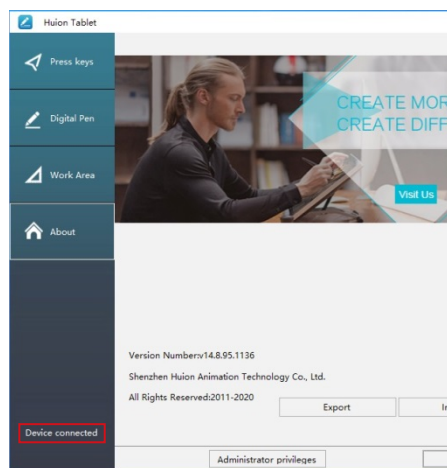 Huion Tablet
Press keys
Digital Pen
Work Area
About
CREATE MOR
CREATE DIFF
Visit Us
Version Number:v14.8.95.1136
Shenzhen Huion Animation Technology Co., Ltd.
All Rights Reserved:2011-2020
Export
Device connected
Administrator privileges